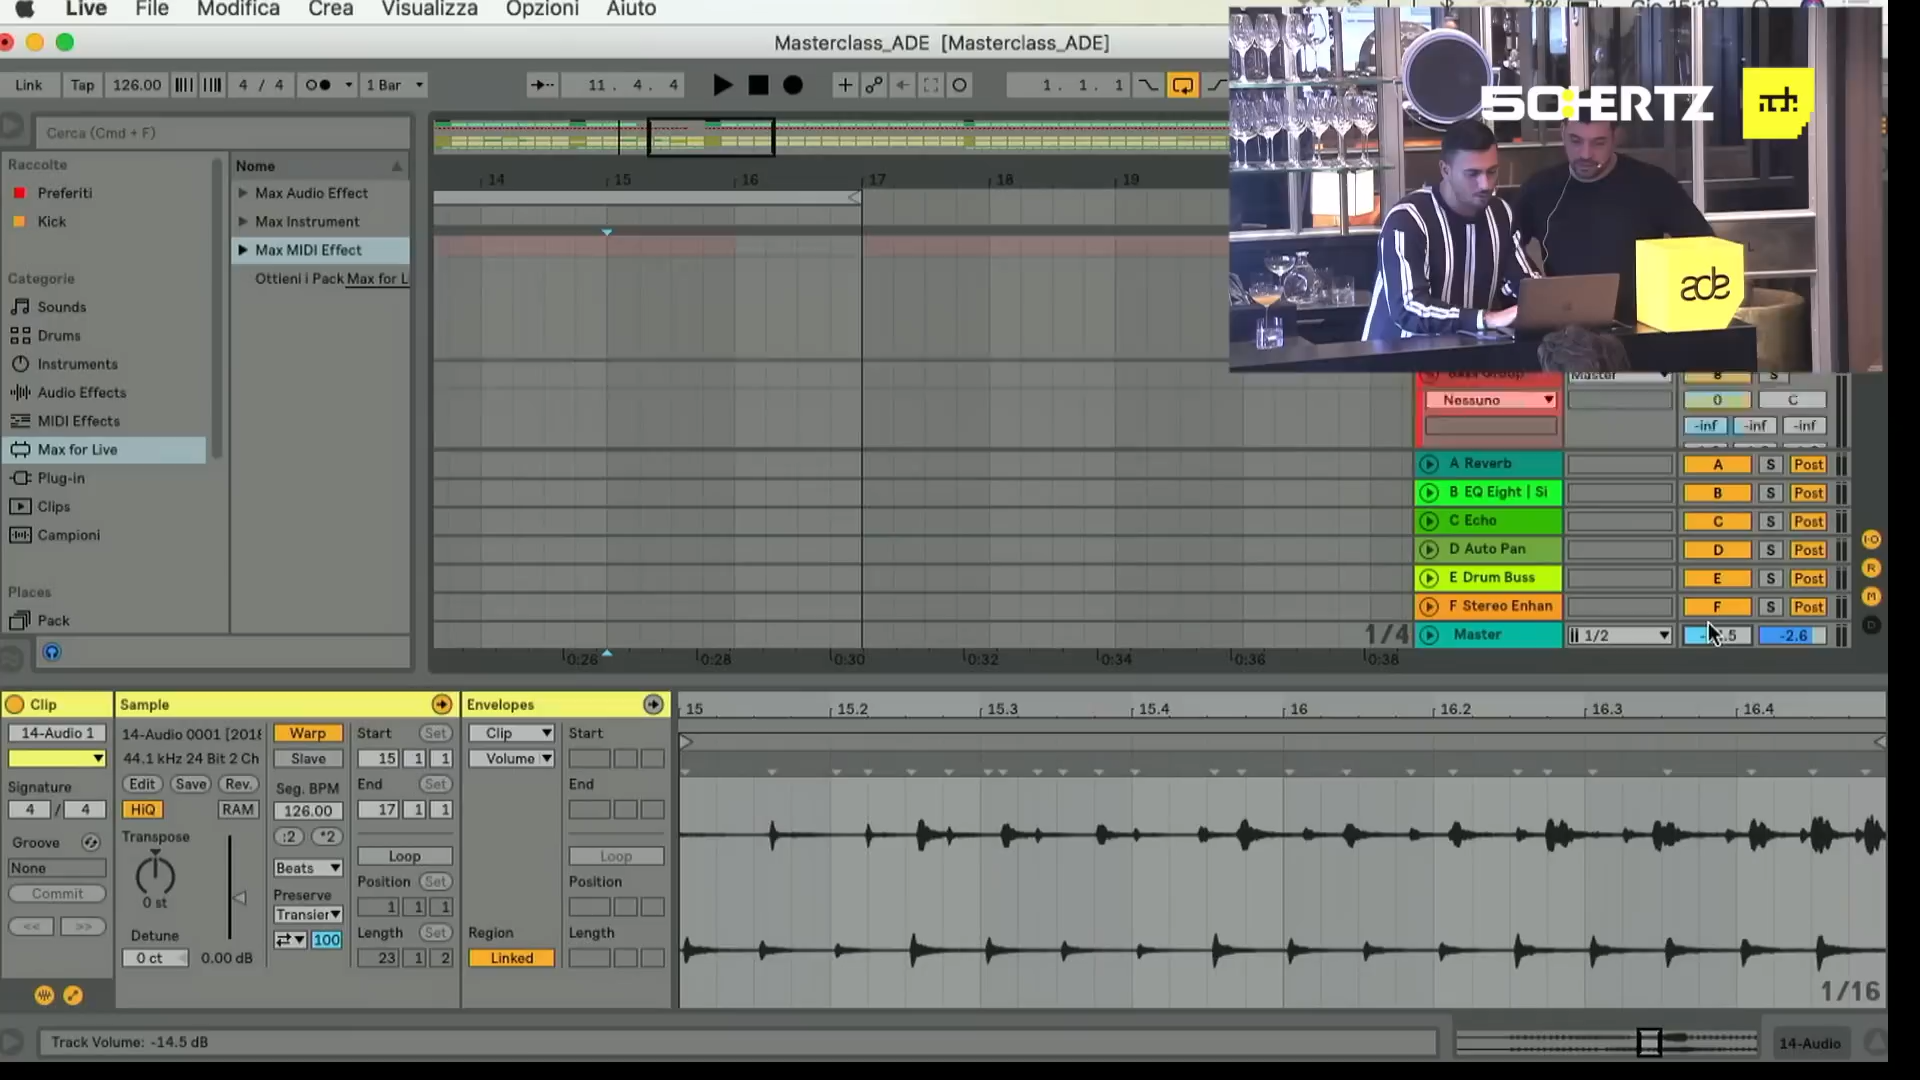 Live File Modifica Crea Visualizza Opzioni Aiuto
Masterclass_ADE [Masterclass_ADE]
Link Tap 126.00 4 / 4 1 Bar 11. 4. 4 1. 1. 1
50:HERTZ
ade
Cerca (Cmd + F)
Raccolte
Preferiti
Kick
Categorie
Sounds
Drums
Instruments
Audio Effects
MIDI Effects
Max for Live
Plug-in
Clips
Campioni
Places
Pack
Nome
Max Audio Effect
Max Instrument
Max MIDI Effect
Ottieni i Pack Max for L
14 15 16 17 18 19
Master 8 S
Nessuno 0 C
-inf -inf -inf
A Reverb A S Post
B EQ Eight | Si B S Post
C Echo C S Post
D Auto Pan D S Post
E Drum Buss E S Post
F Stereo Enhan F S Post
1/4 Master 1/2 -2.6
I·O
R
M
D
0:26 0:28 0:30 0:32 0:34 0:36 0:38
Clip
14-Audio 1
Signature
4 / 4
Groove
None
Commit
<< >>
Sample
14-Audio 0001 [2018
44.1 kHz 24 Bit 2 Ch
Edit Save Rev.
HiQ RAM
Transpose
0 st
Detune
0 ct 0.00 dB
Warp
Slave
Seg. BPM
126.00
:2 *2
Beats
Preserve
Transier
100
Start Set
15 1 1
End Set
17 1 1
Loop
Position Set
1 1 1
Length Set
23 1 2
Envelopes
Clip
Volume
Region
Linked
Start
End
Loop
Position
Length
15 15.2 15.3 15.4 16 16.2 16.3 16.4
1/16
Track Volume: -14.5 dB
14-Audio